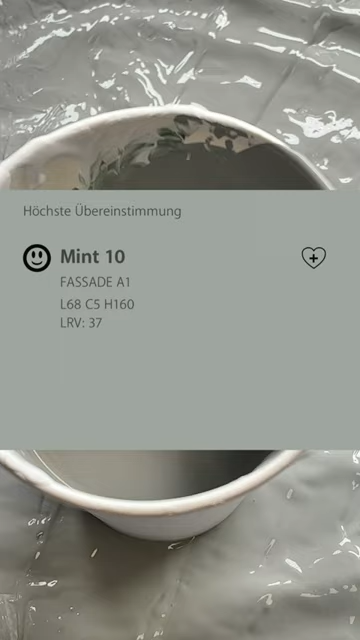 Höchste Übereinstimmung
Mint 10
FASSADE A1
L68 C5 H160
LRV: 37